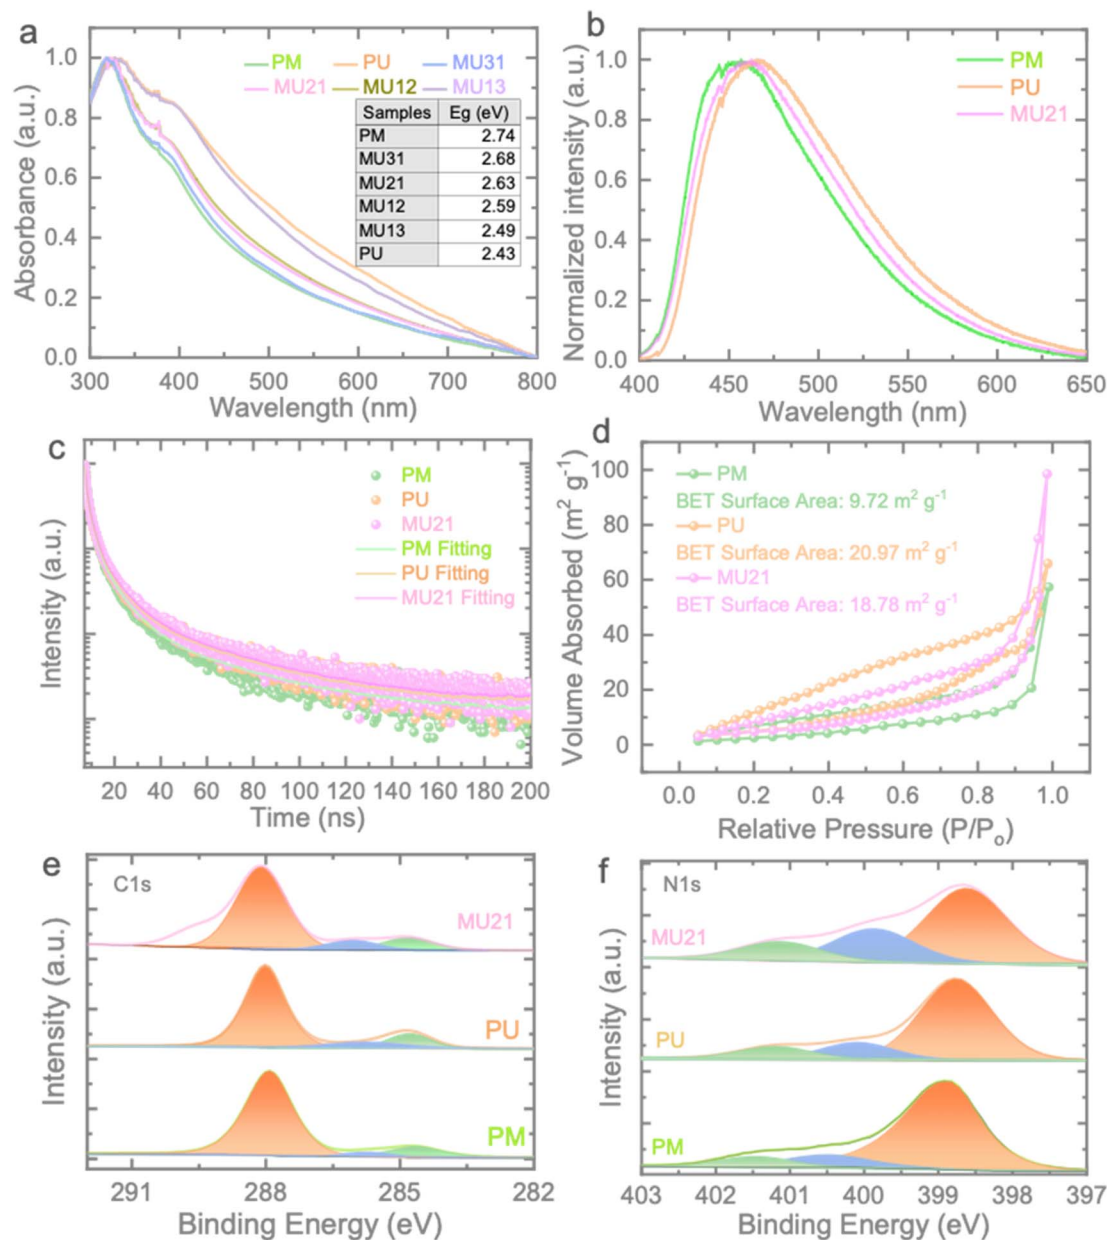 a
PM PU MU31
MU21 MU12 MU13
Samples Eg (eV)
PM 2.74
MU31 2.68
MU21 2.63
MU12 2.59
MU13 2.49
PU 2.43
Absorbance (a.u.)
1.0
0.8
0.6
0.4
0.2
0.0
300 400 500 600 700 800
Wavelength (nm)
b
PM
PU
MU21
Normalized intensity (a.u.)
1.0
0.8
0.6
0.4
0.2
0.0
400 450 500 550 600 650
Wavelength (nm)
c
PM
PU
MU21
PM Fitting
PU Fitting
MU21 Fitting
Intensity (a.u.)
20 40 60 80 100 120 140 160 180 200
Time (ns)
d
PM
BET Surface Area: 9.72 m² g⁻¹
PU
BET Surface Area: 20.97 m² g⁻¹
MU21
BET Surface Area: 18.78 m² g⁻¹
Volume Absorbed (m² g⁻¹)
100
80
60
40
20
0
0.0 0.2 0.4 0.6 0.8 1.0
Relative Pressure (P/Pₒ)
e
C1s
MU21
PU
PM
Intensity (a.u.)
291 288 285 282
Binding Energy (eV)
f
N1s
MU21
PU
PM
Intensity (a.u.)
403 402 401 400 399 398 397
Binding Energy (eV)